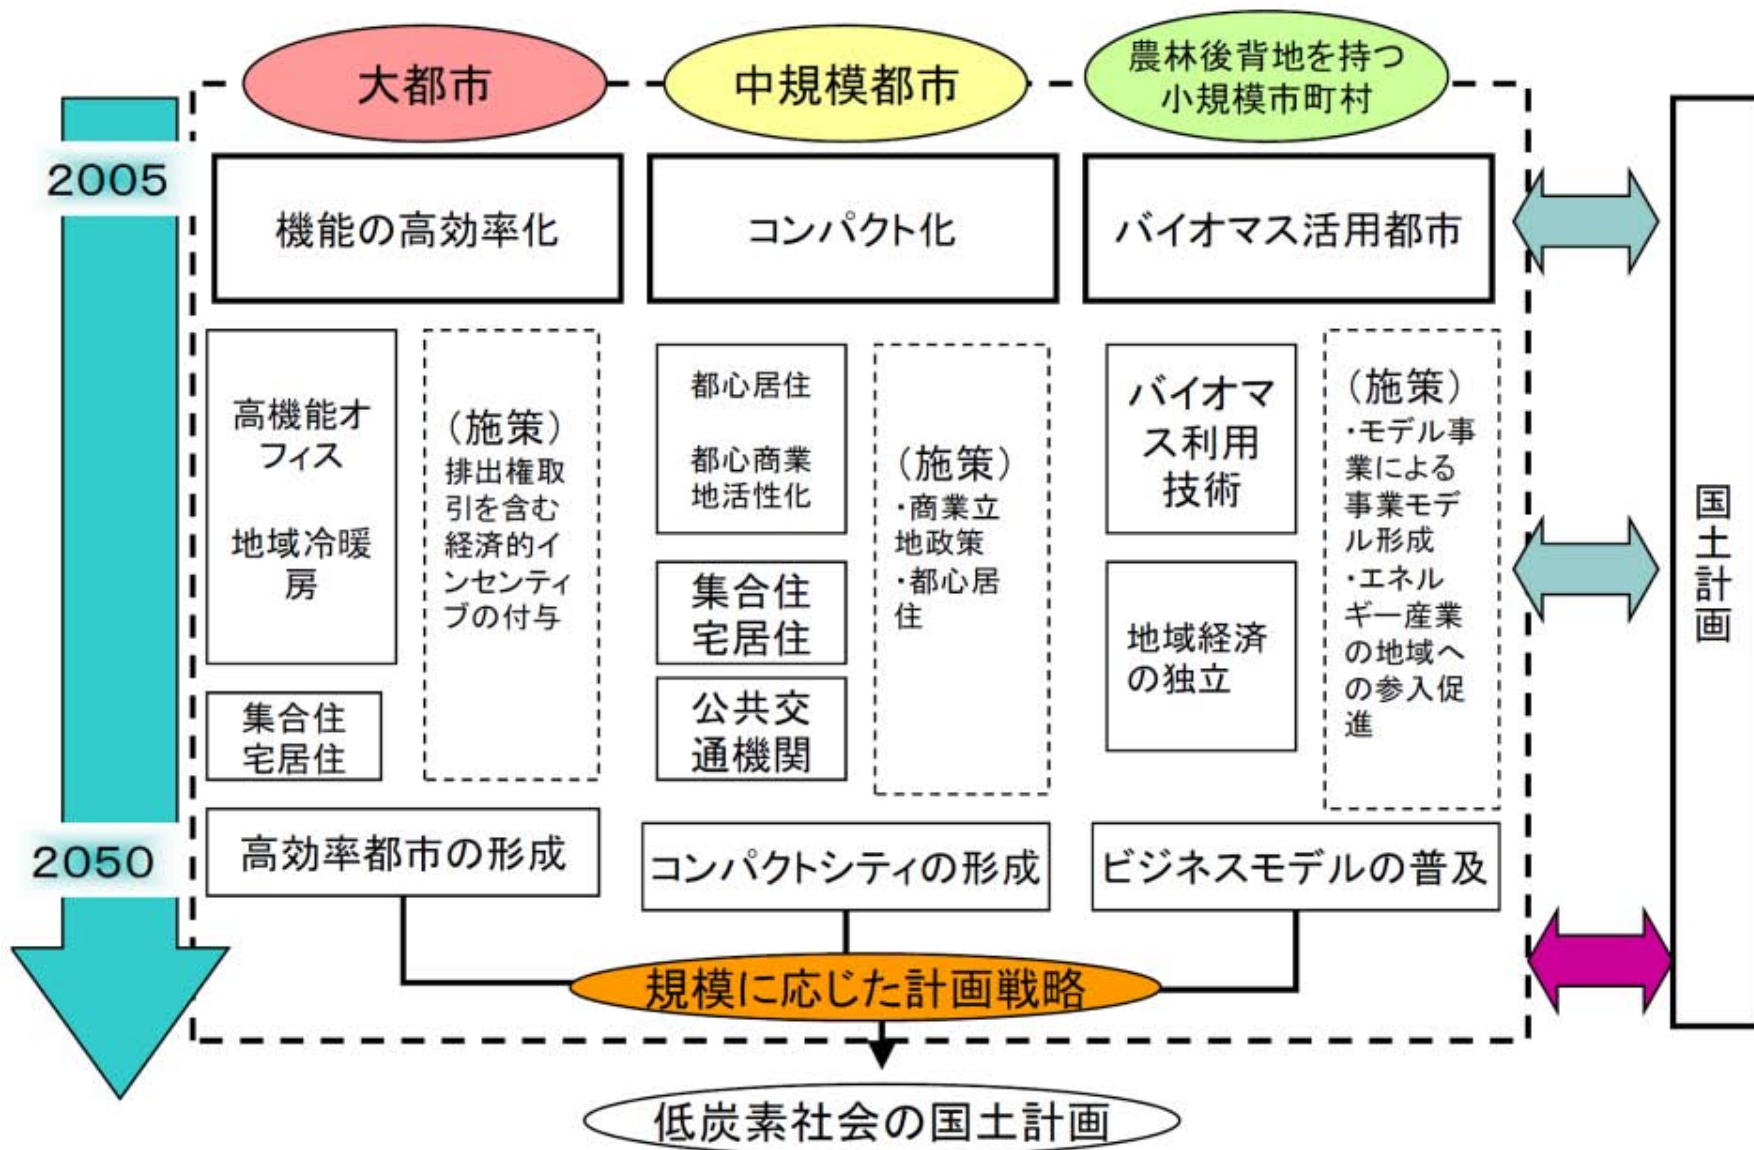 大都市
中規模都市
農林後背地を持つ
小規模市町村
2005
機能の高効率化
コンパクト化
バイオマス活用都市
高機能オ
フィス
地域冷暖
房
集合住
宅居住
（施策）
排出権取
引を含む
経済的イ
ンセンティ
ブの付与
都心居住
都心商業
地活性化
集合住
宅居住
公共交
通機関
（施策）
・商業立
地政策
・都心居
住
バイオマ
ス利用
技術
地域経済
の独立
（施策）
・モデル事
業による
事業モデ
ル形成
・エネル
ギー産業
の地域へ
の参入促
進
国土計画
2050
高効率都市の形成
コンパクトシティの形成
ビジネスモデルの普及
規模に応じた計画戦略
低炭素社会の国土計画